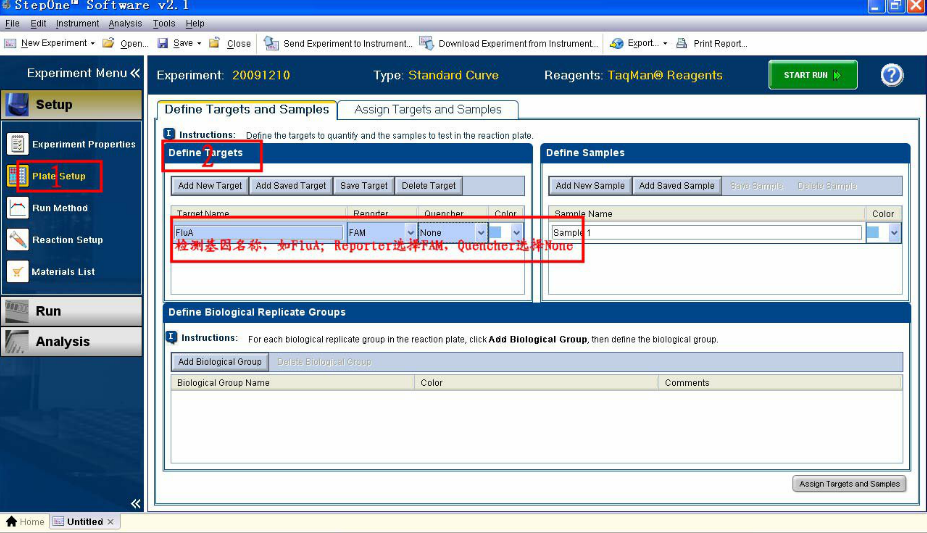 StepOne™ Software v2.1
File Edit Instrument Analysis Tools Help
New Experiment Open... Save Close Send Experiment to Instrument... Download Experiment from Instrument... Export... Print Report...
Experiment Menu «
Experiment: 20091210 Type: Standard Curve Reagents: TaqMan® Reagents START RUN ?
Setup
Experiment Properties
Plate Setup
1
Run Method
Reaction Setup
Materials List
Run
Analysis
«
Define Targets and Samples Assign Targets and Samples
Instructions: Define the targets to quantify and the samples to test in the reaction plate.
Define Targets
2
Add New Target Add Saved Target Save Target Delete Target
Target Name Reporter Quencher Color
FluA FAM None
检测基因名称，如FluA；Reporter选择FAM，Quencher选择None
Define Samples
Add New Sample Add Saved Sample Save Sample Delete Sample
Sample Name Color
Sample 1
Define Biological Replicate Groups
Instructions: For each biological replicate group in the reaction plate, click Add Biological Group, then define the biological group.
Add Biological Group Delete Biological Group
Biological Group Name Color Comments
Assign Targets and Samples
Home Untitled ×